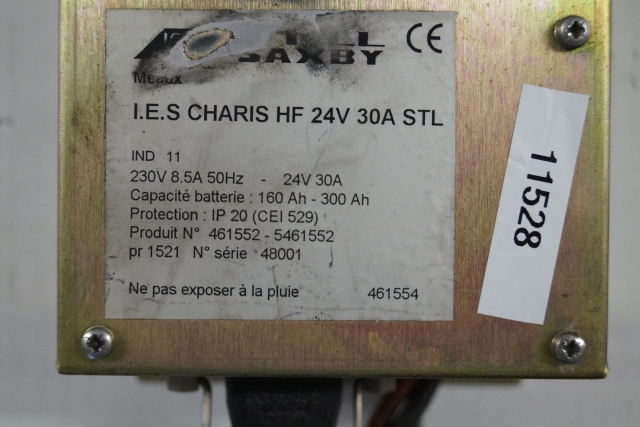 SAXBY CE
Meaux
I.E.S CHARIS HF 24V 30A STL
IND 11
230V 8.5A 50Hz - 24V 30A
Capacité batterie : 160 Ah - 300 Ah
Protection : IP 20 (CEI 529)
Produit N° 461552 - 5461552
pr 1521 N° série 48001
Ne pas exposer à la pluie 461554
11528